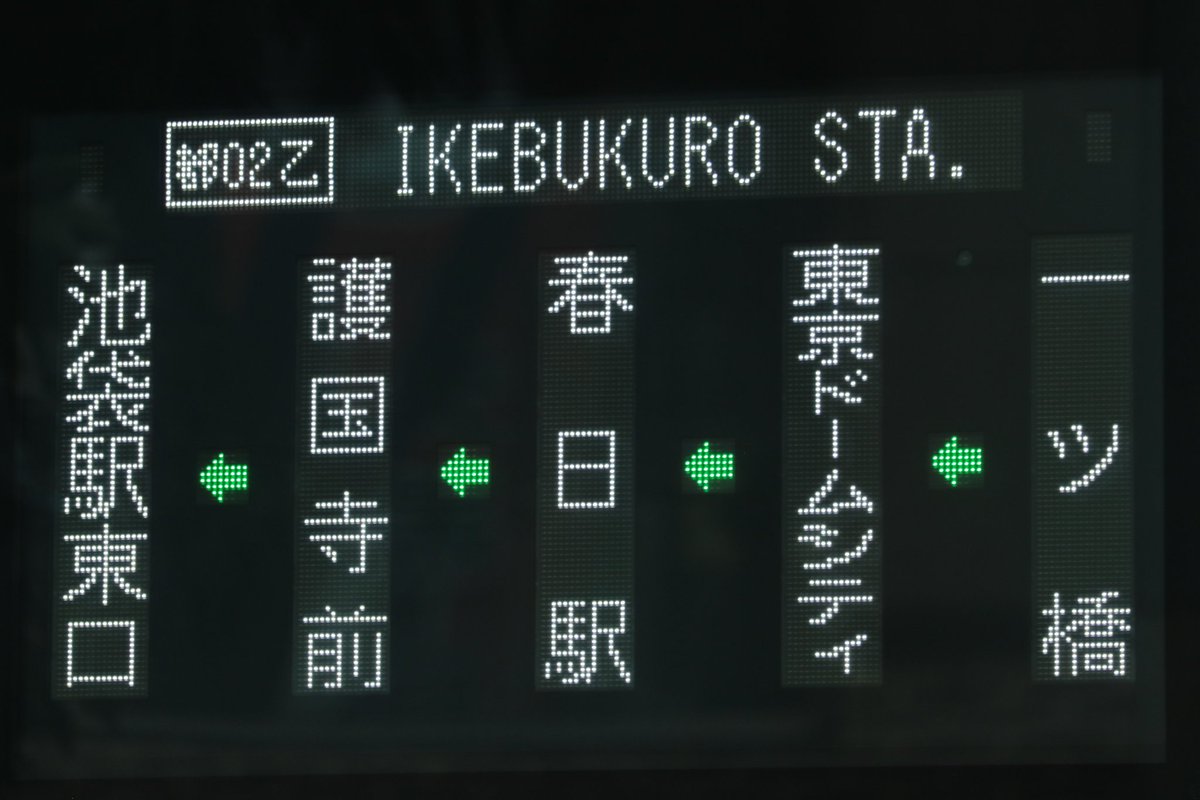 都02乙 IKEBUKURO STA.
一ツ橋
東京ドームシティ
春日駅
護国寺前
池袋駅東口